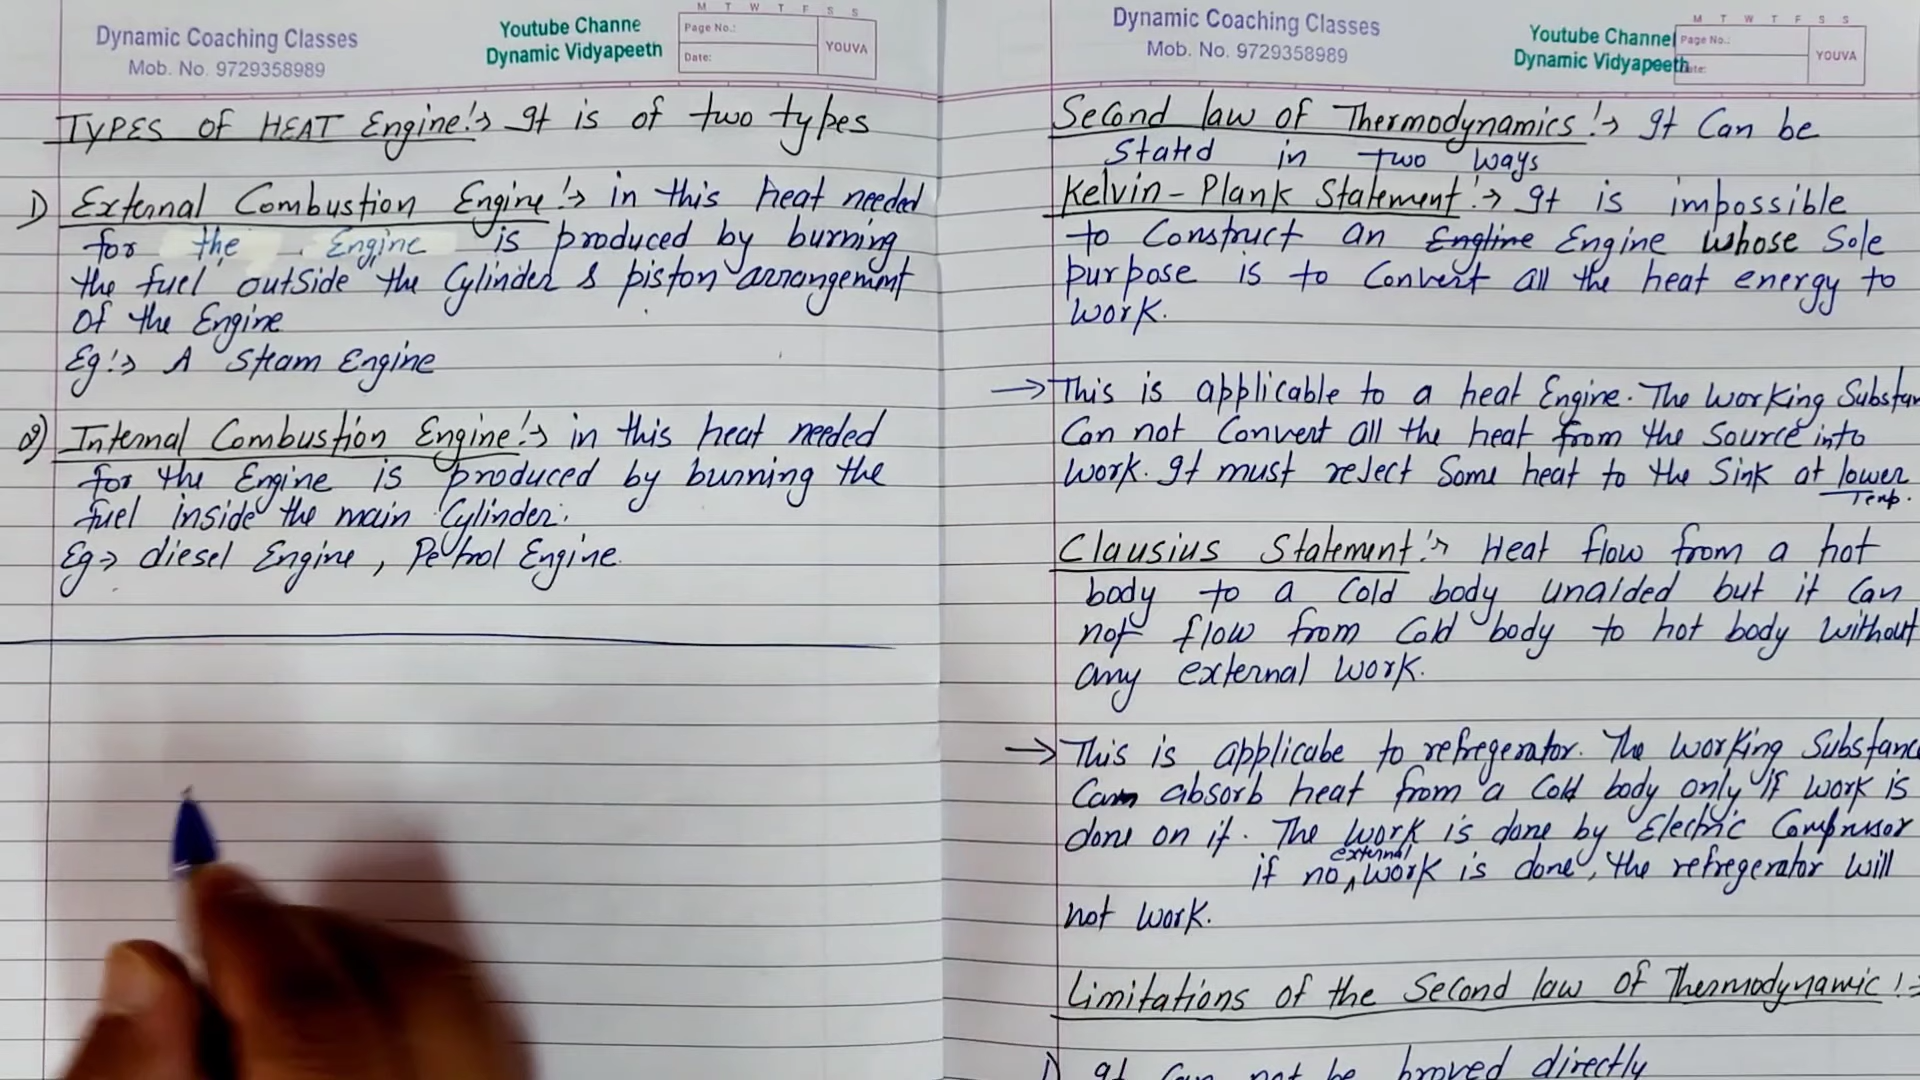 Dynamic Coaching Classes
Mob. No. 9729358989
Youtube Channe
Dynamic Vidyapeeth
M T W T F S S
Page No.:
Date:
YOUVA
TYPES OF HEAT Engine:→ It is of two types
1) External Combustion Engine:→ in this heat needed
for the Engine is produced by burning
the fuel outside the Cylinder & piston arrangement
of the Engine
Eg:→ A Steam Engine
2) Internal Combustion Engine:→ in this heat needed
for the Engine is produced by burning the
fuel inside the main Cylinder.
Eg→ diesel Engine, Petrol Engine.
Dynamic Coaching Classes
Mob. No. 9729358989
Youtube Channel
Dynamic Vidyapeeth
M T W T F S S
Page No.:
ate:
YOUVA
Second law of Thermodynamics:→ It Can be
Stated in two ways
Kelvin-Plank Statement:→ It is impossible
to Construct an Engline Engine whose Sole
purpose is to Convert all the heat energy to
work.
→ This is applicable to a heat Engine. The working Substan
Can not Convert all the heat from the Source into
work. It must reject Some heat to the Sink at lower
Temp.
Clausius Statement:→ Heat flow from a hot
body to a Cold body unaided but it Can
not flow from Cold body to hot body without
any external work.
→ This is applicabe to refregerator. The working Substance
Can absorb heat from a Cold body only if work is
done on it. The work is done by Electric Compressor
if no external work is done, the refregerator will
not work.
Limitations of the Second law of Thermodynamic:→
1) It Can not be proved directly